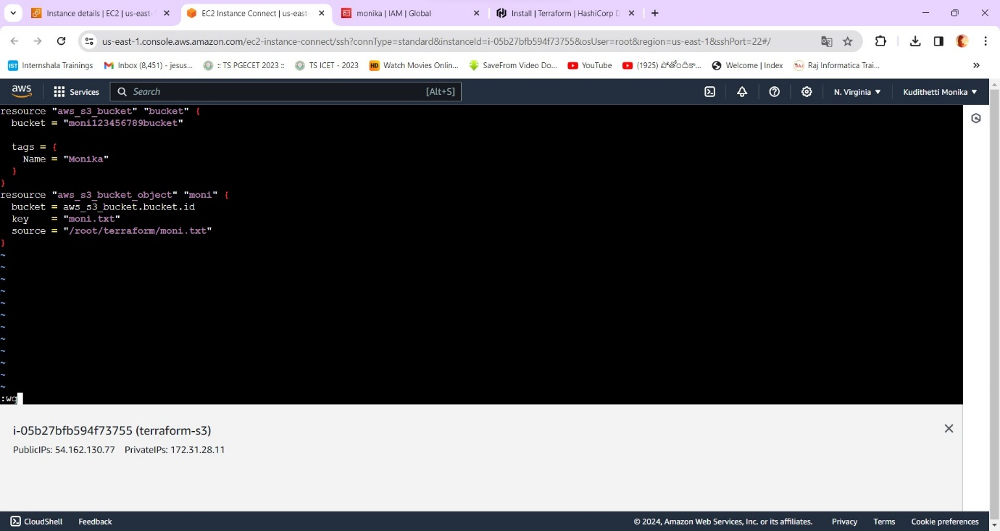 Instance details | EC2 | us-east-
EC2 Instance Connect | us-east-
monika | IAM | Global
Install | Terraform | HashiCorp D
us-east-1.console.aws.amazon.com/ec2-instance-connect/ssh?connType=standard&instanceId=i-05b27bfb594f73755&osUser=root&region=us-east-1&sshPort=22#/
Internshala Trainings
Inbox (8,451) - jesus...
:: TS PGECET 2023 ::
TS ICET - 2023
Watch Movies Onlin...
SaveFrom Video Do...
YouTube
(1925)
Welcome | Index
Raj Informatica Trai...
aws
Services
Search
[Alt+S]
N. Virginia
Kudithetti Monika
resource "aws_s3_bucket" "bucket" {
bucket = "moni123456789bucket"
tags = {
Name = "Monika"
}
}
resource "aws_s3_bucket_object" "moni" {
bucket = aws_s3_bucket.bucket.id
key    = "moni.txt"
source = "/root/terraform/moni.txt"
}
~
~
~
~
~
~
~
~
~
~
~
~
:wq
i-05b27bfb594f73755 (terraform-s3)
PublicIPs: 54.162.130.77    PrivateIPs: 172.31.28.11
CloudShell
Feedback
© 2024, Amazon Web Services, Inc. or its affiliates.
Privacy
Terms
Cookie preferences